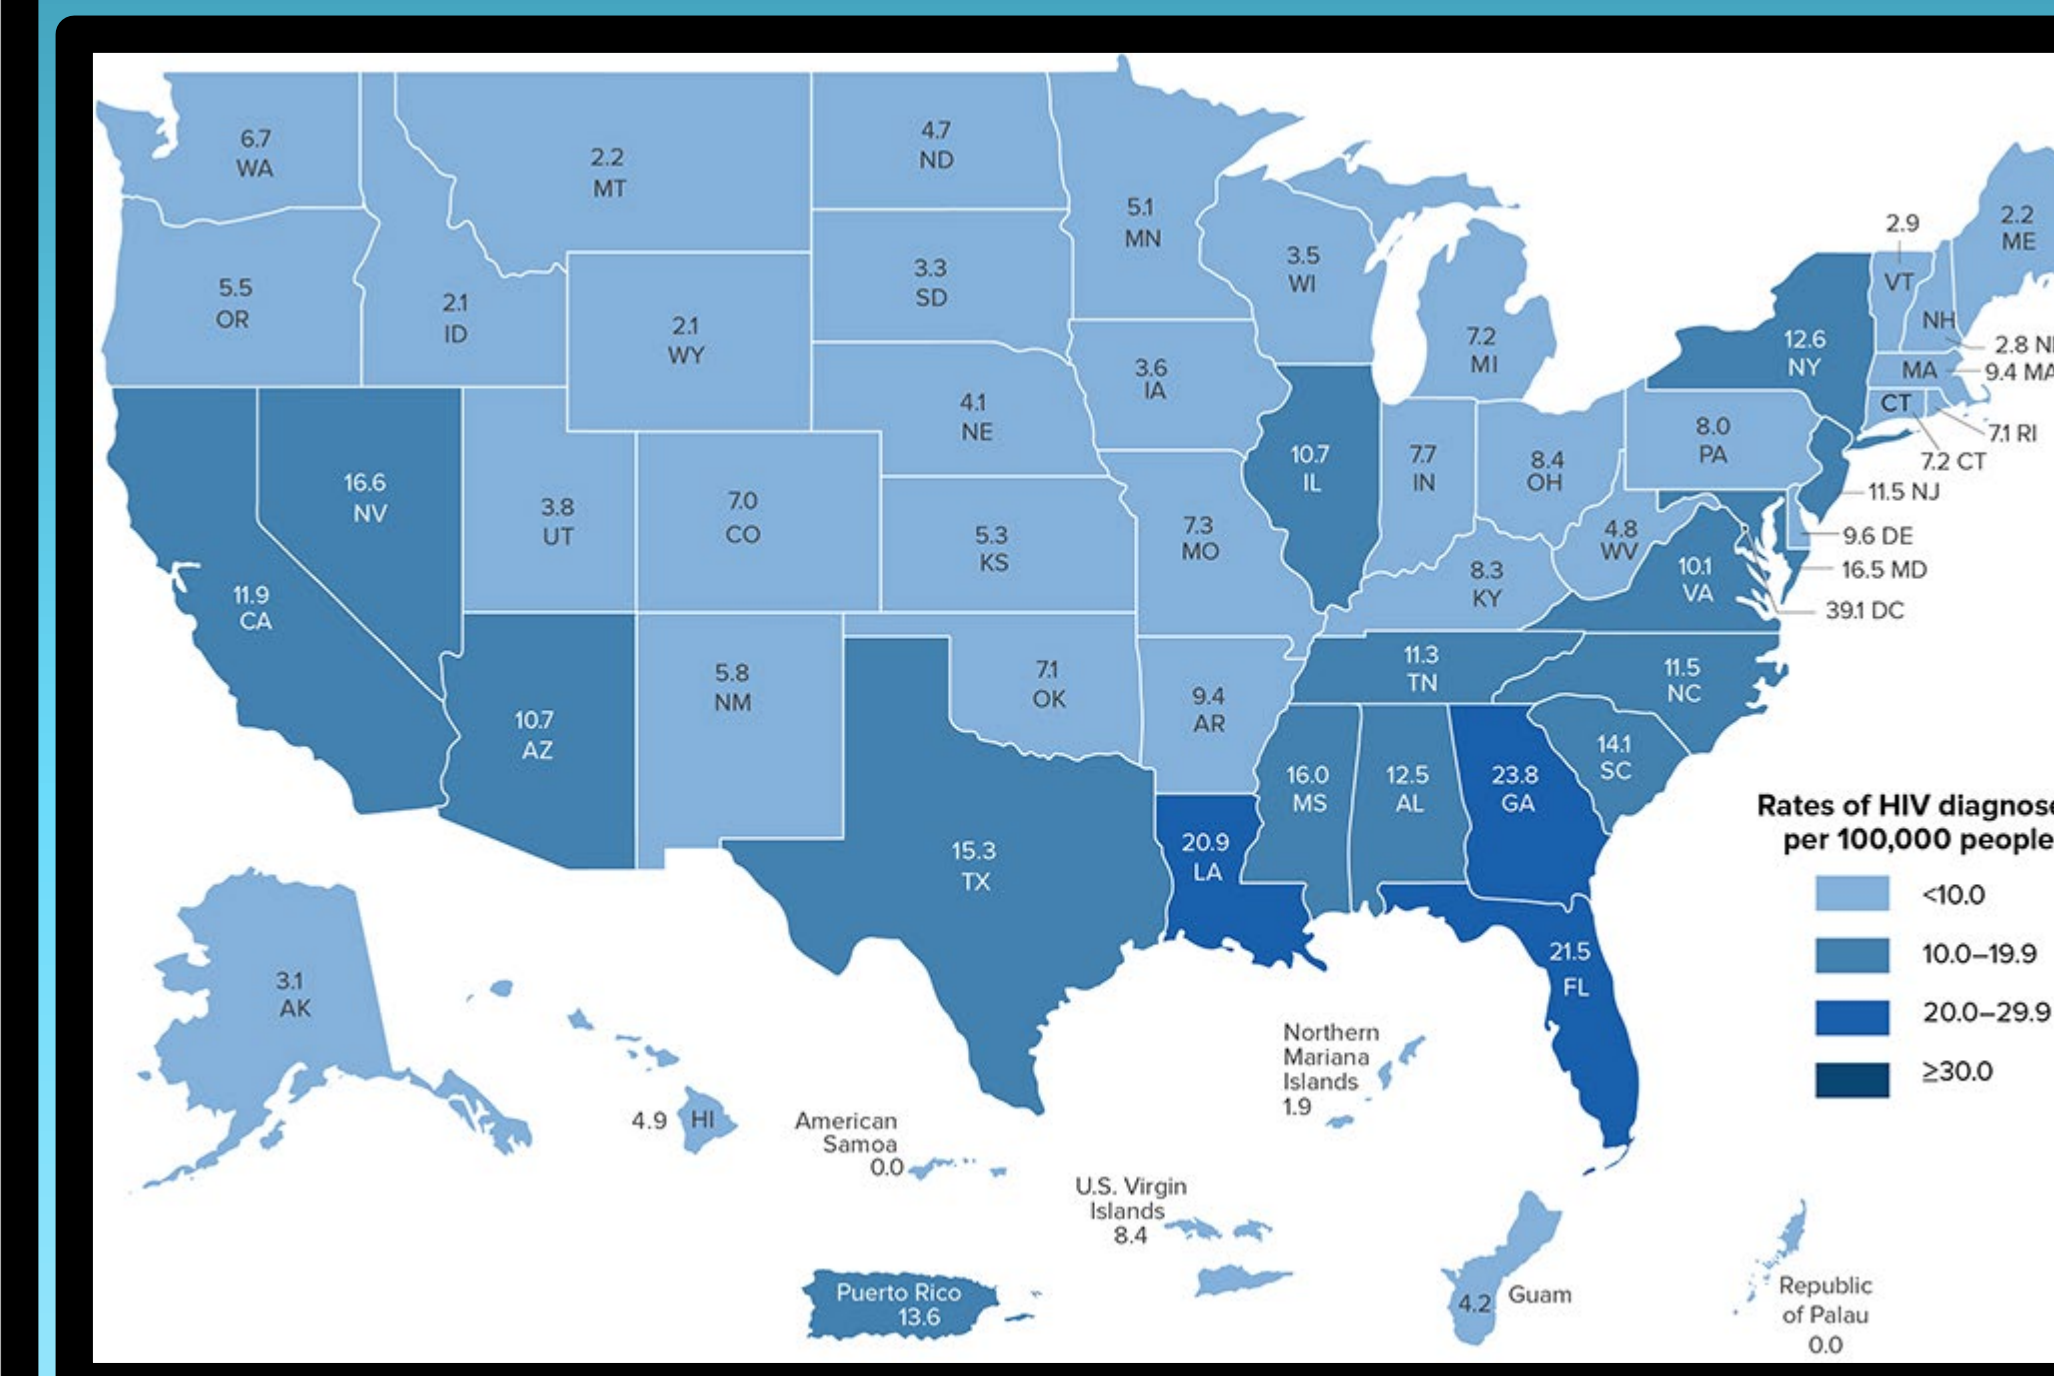 6.7
WA
2.2
MT
4.7
ND
5.1
MN
3.5
WI
7.2
MI
2.9
VT
NH
2.2
ME
2.8 N
MA
9.4 MA
CT
7.1 RI
7.2 CT
5.5
OR
2.1
ID
2.1
WY
3.3
SD
3.6
IA
12.6
NY
4.1
NE
8.0
PA
11.5 NJ
9.6 DE
16.5 MD
39.1 DC
16.6
NV
3.8
UT
7.0
CO
5.3
KS
7.3
MO
10.7
IL
7.7
IN
8.4
OH
4.8
WV
10.1
VA
8.3
KY
11.9
CA
10.7
AZ
5.8
NM
7.1
OK
9.4
AR
11.3
TN
11.5
NC
14.1
SC
15.3
TX
20.9
LA
16.0
MS
12.5
AL
23.8
GA
21.5
FL
Rates of HIV diagnose
per 100,000 people
<10.0
10.0–19.9
20.0–29.9
≥30.0
3.1
AK
4.9 HI
American
Samoa
0.0
Northern
Mariana
Islands
1.9
U.S. Virgin
Islands
8.4
Puerto Rico
13.6
4.2 Guam
Republic
of Palau
0.0